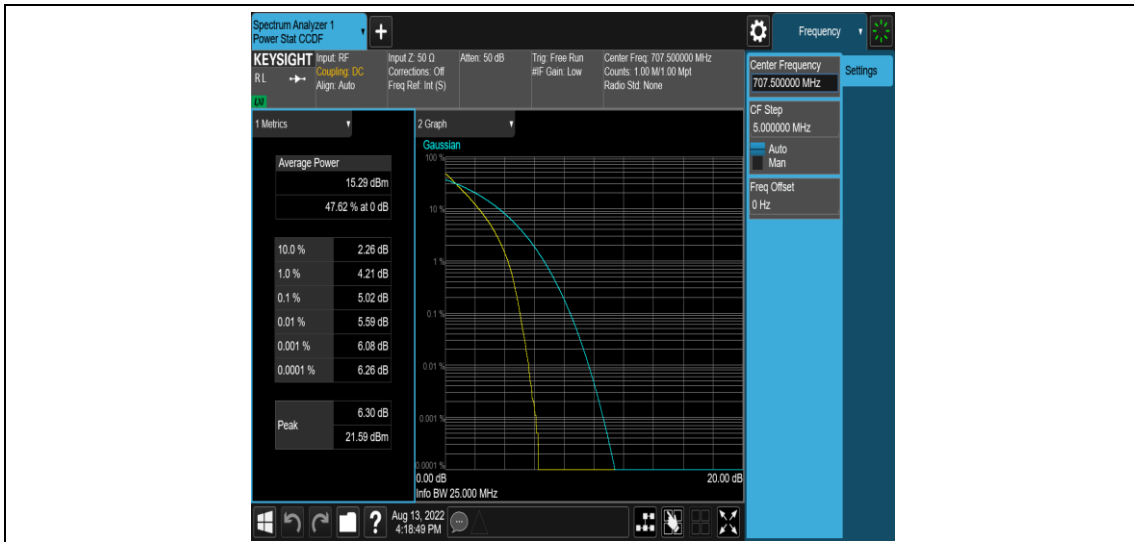 Spectrum Analyzer 1
Power Stat CCDF
+
Frequency
KEYSIGHT
RL
Input: RF
Coupling: DC
Align: Auto
Input Z: 50 Ω
Corrections: Off
Freq Ref: Int (S)
Atten: 50 dB
Trig: Free Run
#IF Gain: Low
Center Freq: 707.500000 MHz
Counts: 1.00 M/1.00 Mpt
Radio Std: None
Center Frequency
707.500000 MHz
Settings
CF Step
5.000000 MHz
Auto
Man
Freq Offset
0 Hz
1 Metrics
Average Power
15.29 dBm
47.62 % at 0 dB
10.0 % 2.26 dB
1.0 % 4.21 dB
0.1 % 5.02 dB
0.01 % 5.59 dB
0.001 % 6.08 dB
0.0001 % 6.26 dB
Peak
6.30 dB
21.59 dBm
2 Graph
Gaussian
100 %
10 %
1 %
0.1 %
0.01 %
0.001 %
0.0001 %
0.00 dB 20.00 dB
Info BW 25.000 MHz
?
Aug 13, 2022
4:18:49 PM